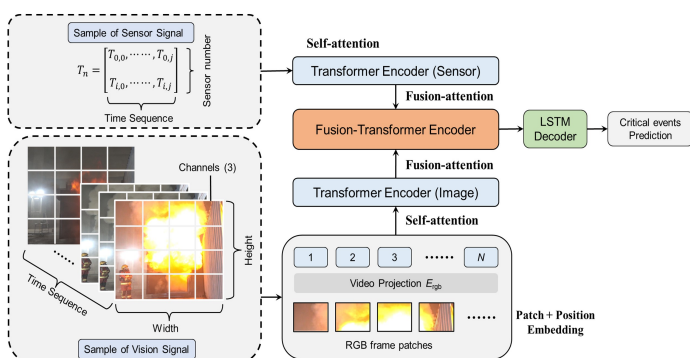 Sample of Sensor Signal
T_n = [T_{0,0}, ……, T_{0,j}
T_{i,0}, ……, T_{i,j}]
Sensor number
Time Sequence
Self-attention
Transformer Encoder (Sensor)
Fusion-attention
Fusion-Transformer Encoder
LSTM
Decoder
Critical events
Prediction
Fusion-attention
Transformer Encoder (Image)
Self-attention
Channels (3)
Height
Time Sequence
......
Width
Sample of Vision Signal
1 2 3 ...... N
Video Projection E_rgb
......
RGB frame patches
Patch + Position
Embedding